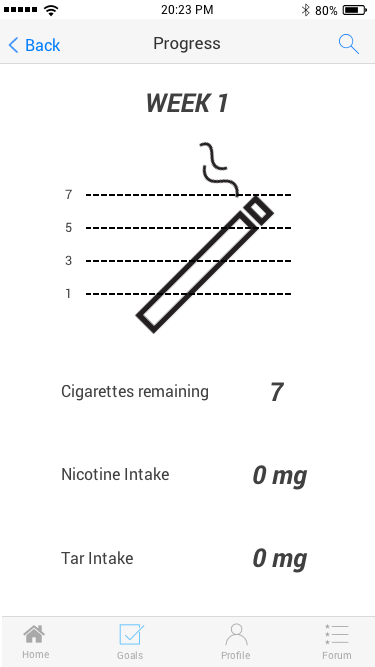 20:23 PM 80%
Back Progress
WEEK 1
7
5
3
1
Cigarettes remaining 7
Nicotine Intake 0 mg
Tar Intake 0 mg
Home Goals Profile Forum